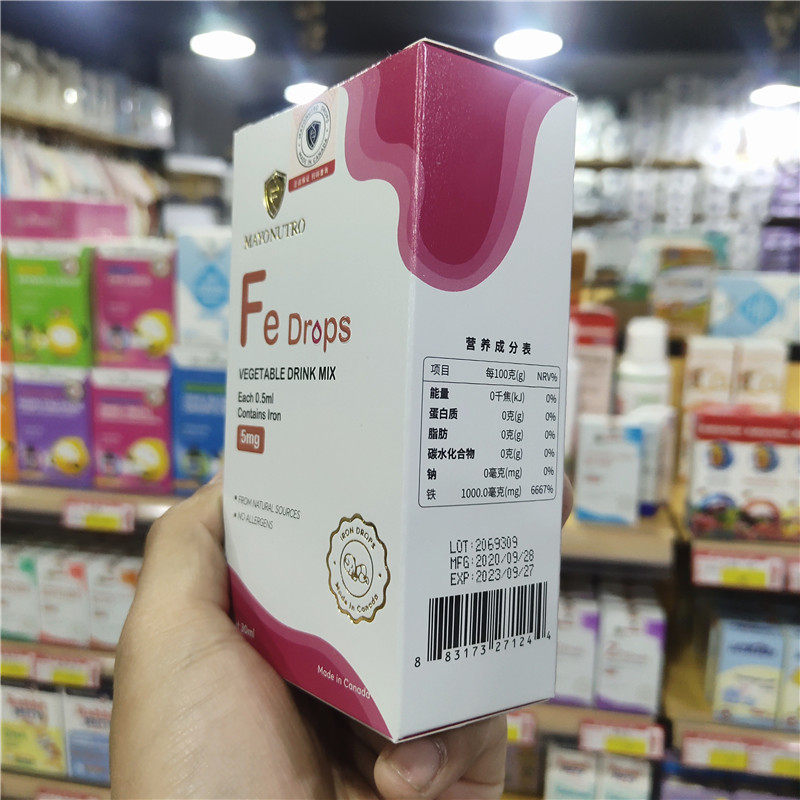 MADE IN CANADA
MAYONUTRO
Fe Drops
VEGETABLE DRINK MIX
Each 0.5ml
Contains Iron
5mg
• FROM NATURAL SOURCES
• NO ALLERGENS
IRON DROPS
Made in Canada
30ml
Made in Canada
营养成分表
项目 每100克(g) NRV%
能量 0千焦(kJ) 0%
蛋白质 0克(g) 0%
脂肪 0克(g) 0%
碳水化合物 0克(g) 0%
钠 0毫克(mg) 0%
铁 1000.0毫克(mg) 6667%
LOT:2069309
MFG:2020/09/28
EXP:2023/09/27
8 83173 27124 4